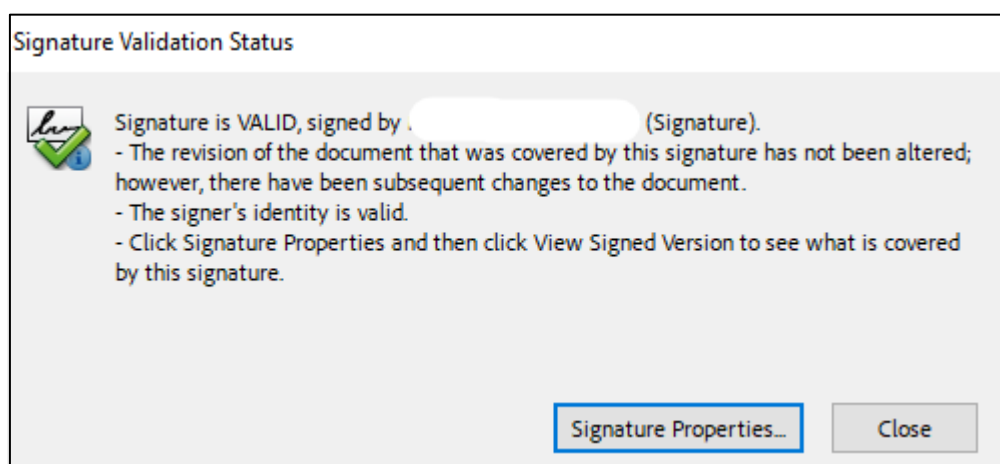 Signature Validation Status
Signature is VALID, signed by (Signature).
- The revision of the document that was covered by this signature has not been altered;
however, there have been subsequent changes to the document.
- The signer's identity is valid.
- Click Signature Properties and then click View Signed Version to see what is covered
by this signature.
Signature Properties... Close